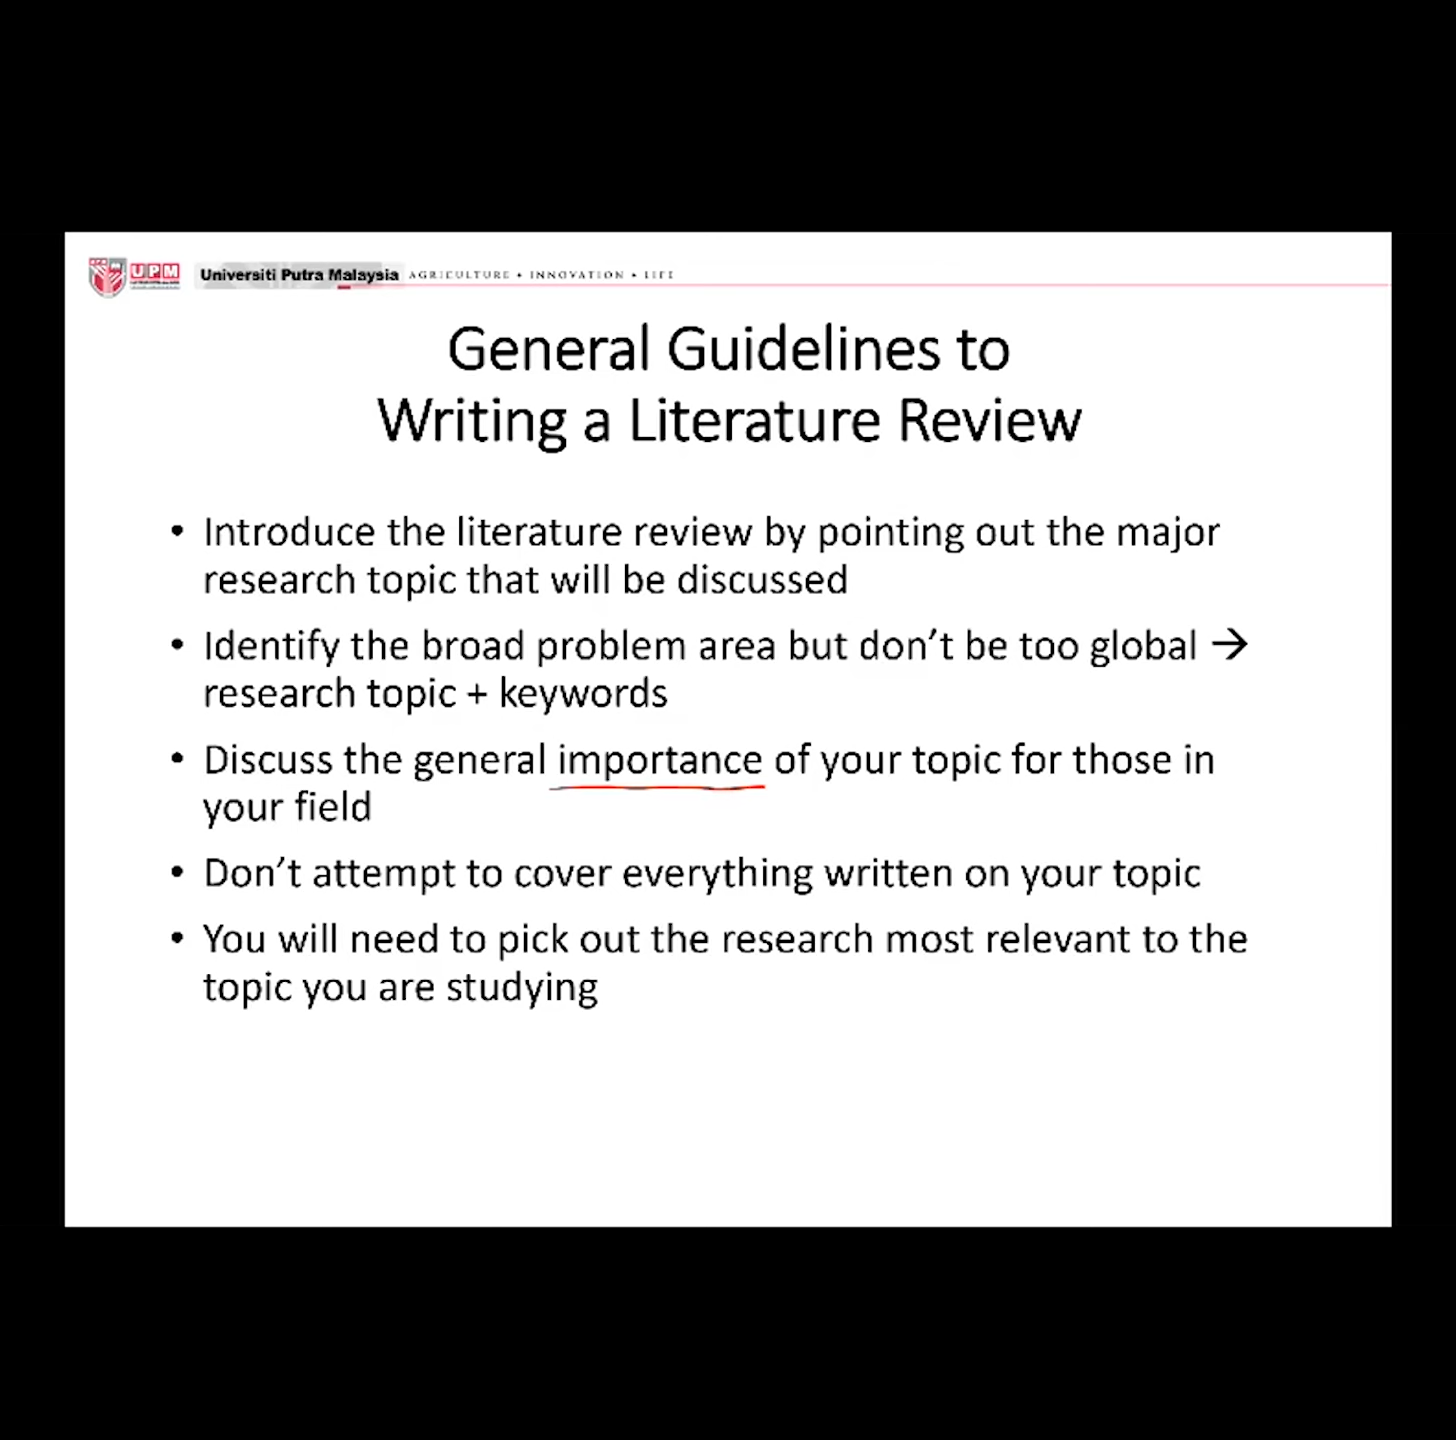 UPM
Universiti Putra Malaysia AGRICULTURE • INNOVATION • LIFE
General Guidelines to
Writing a Literature Review
• Introduce the literature review by pointing out the major
research topic that will be discussed
• Identify the broad problem area but don’t be too global →
research topic + keywords
• Discuss the general importance of your topic for those in
your field
• Don’t attempt to cover everything written on your topic
• You will need to pick out the research most relevant to the
topic you are studying